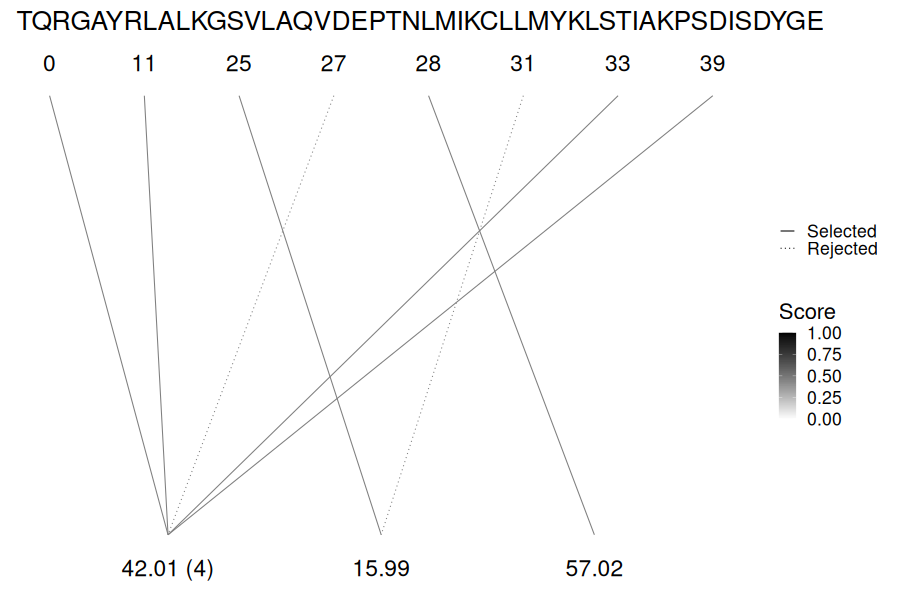 TQRGAYRLALKGSVLAQVDEPTNLMIKCLLMYKLSTIAKPSDISDYGE
0 11 25 27 28 31 33 39
Selected
Rejected
Score
1.00
0.75
0.50
0.25
0.00
42.01 (4) 15.99 57.02